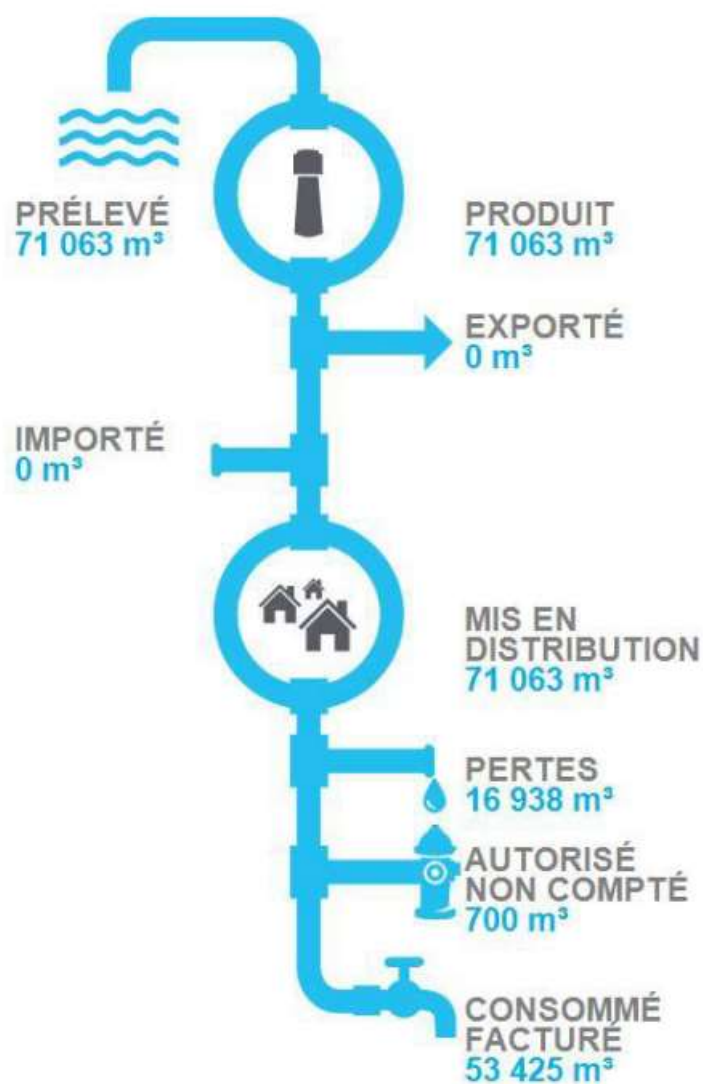 PRÉLEVÉ
71 063 m³
PRODUIT
71 063 m³
EXPORTÉ
0 m³
IMPORTÉ
0 m³
MIS EN
DISTRIBUTION
71 063 m³
PERTES
16 938 m³
AUTORISÉ
NON COMPTÉ
700 m³
CONSOMMÉ
FACTURÉ
53 425 m³